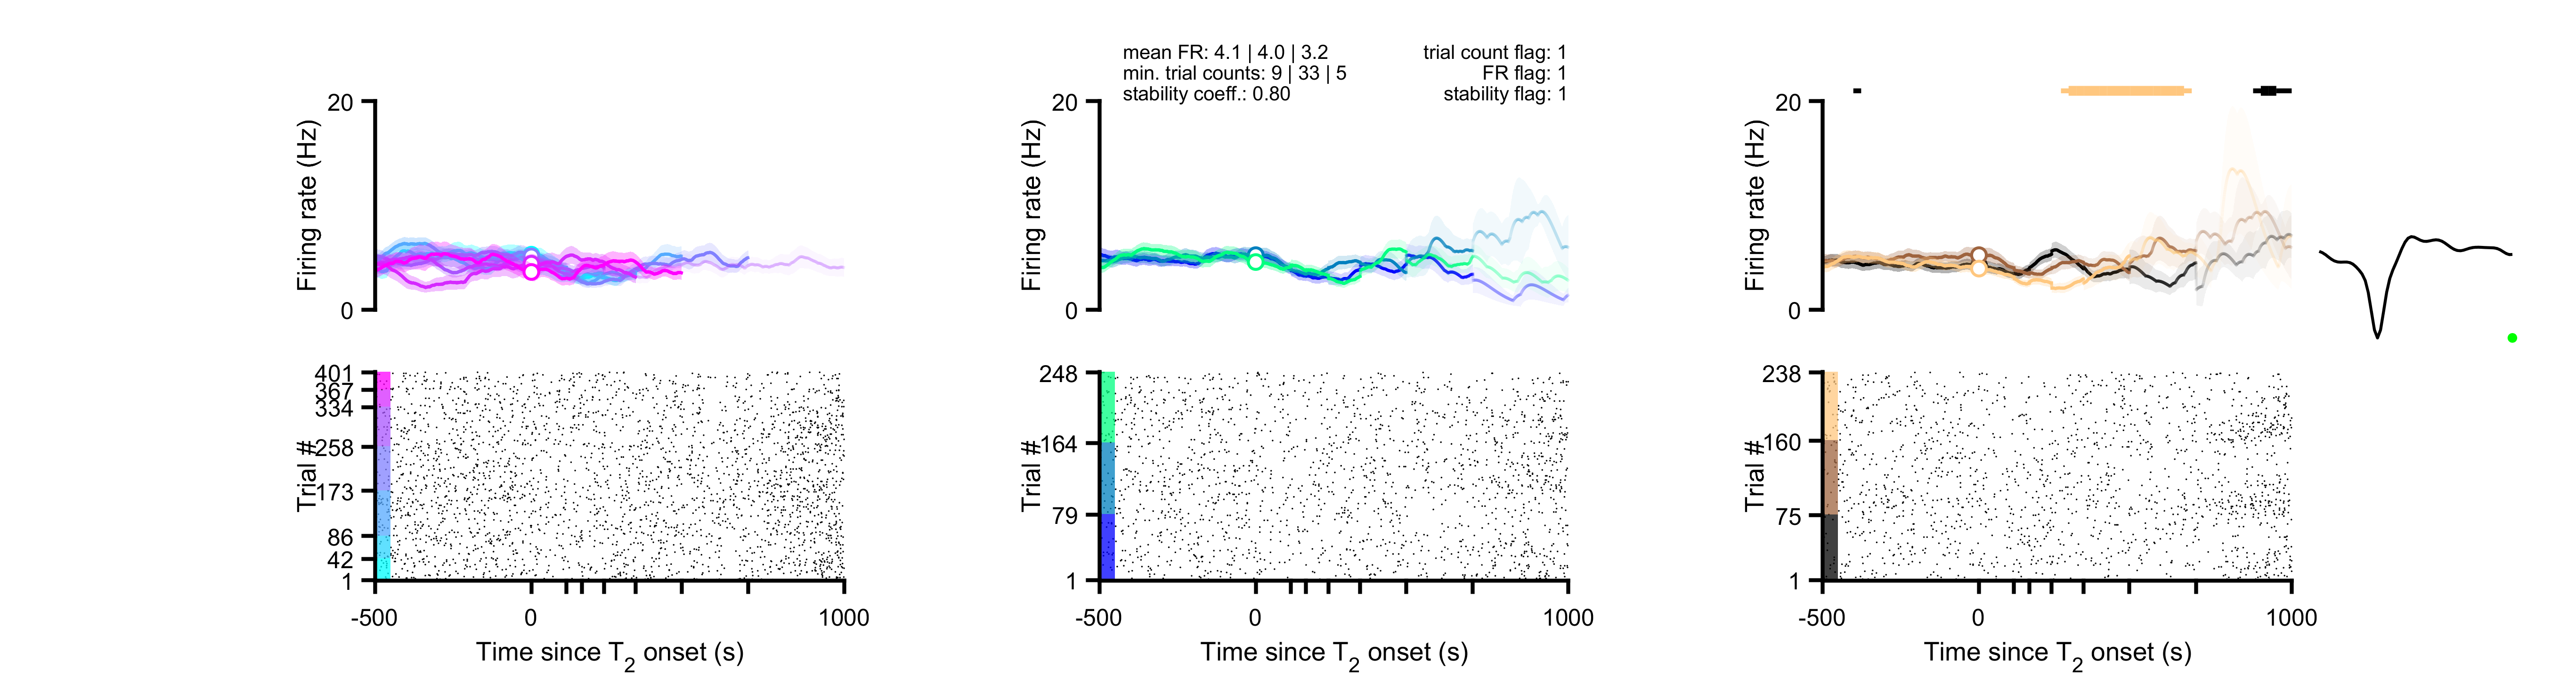 mean FR: 4.1 | 4.0 | 3.2
min. trial counts: 9 | 33 | 5
stability coeff.: 0.80
trial count flag: 1
FR flag: 1
stability flag: 1
20
Firing rate (Hz)
0
20
Firing rate (Hz)
0
20
Firing rate (Hz)
0
401
367
334
258
173
86
42
1
Trial #
-500
0
1000
Time since T2 onset (s)
248
164
79
1
Trial #
-500
0
1000
Time since T2 onset (s)
238
160
75
1
Trial #
-500
0
1000
Time since T2 onset (s)